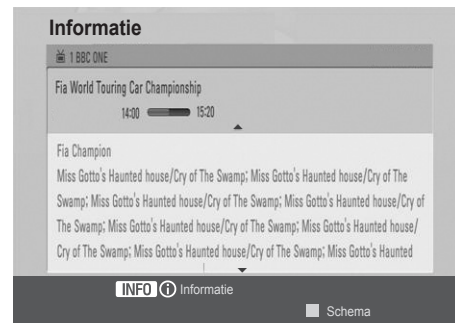 Informatie
1 BBC ONE
Fia World Touring Car Championship
14:00 15:20
Fia Champion
Miss Gotto's Haunted house/Cry of The Swamp; Miss Gotto's Haunted house/Cry of The
Swamp; Miss Gotto's Haunted house/Cry of The Swamp; Miss Gotto's Haunted house/Cry of
The Swamp; Miss Gotto's Haunted house/Cry of The Swamp; Miss Gotto's Haunted house/
Cry of The Swamp; Miss Gotto's Haunted house/Cry of The Swamp; Miss Gotto's Haunted
INFO i Informatie
Schema